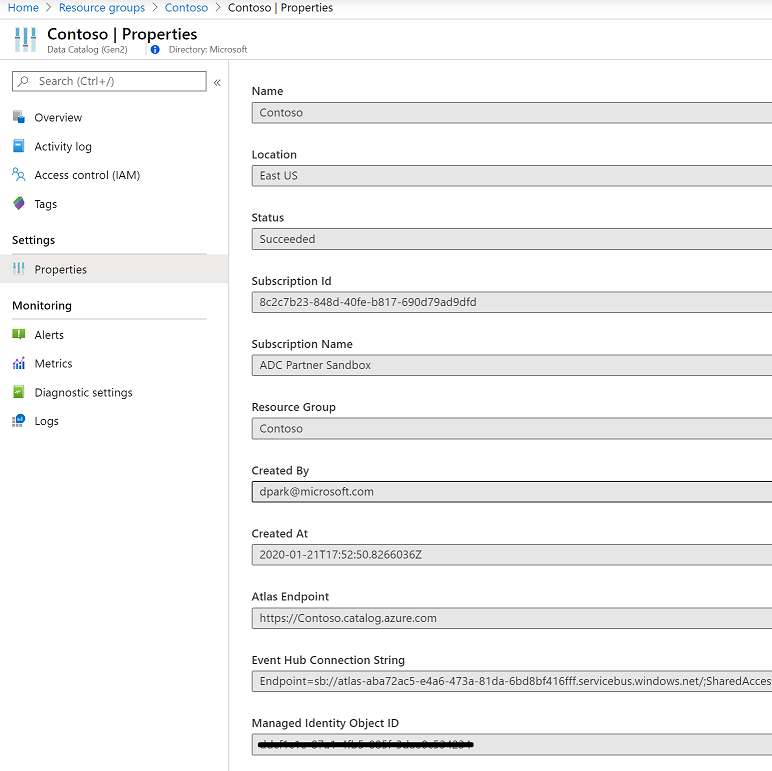 Home > Resource groups > Contoso > Contoso | Properties
Contoso | Properties
Data Catalog (Gen2) Directory: Microsoft
Search (Ctrl+/) «
Overview
Activity log
Access control (IAM)
Tags
Settings
Properties
Monitoring
Alerts
Metrics
Diagnostic settings
Logs
Name
Contoso
Location
East US
Status
Succeeded
Subscription Id
8c2c7b23-848d-40fe-b817-690d79ad9dfd
Subscription Name
ADC Partner Sandbox
Resource Group
Contoso
Created By
dpark@microsoft.com
Created At
2020-01-21T17:52:50.8266036Z
Atlas Endpoint
https://Contoso.catalog.azure.com
Event Hub Connection String
Endpoint=sb://atlas-aba72ac5-e4a6-473a-81da-6bd8bf416fff.servicebus.windows.net/;SharedAcces
Managed Identity Object ID